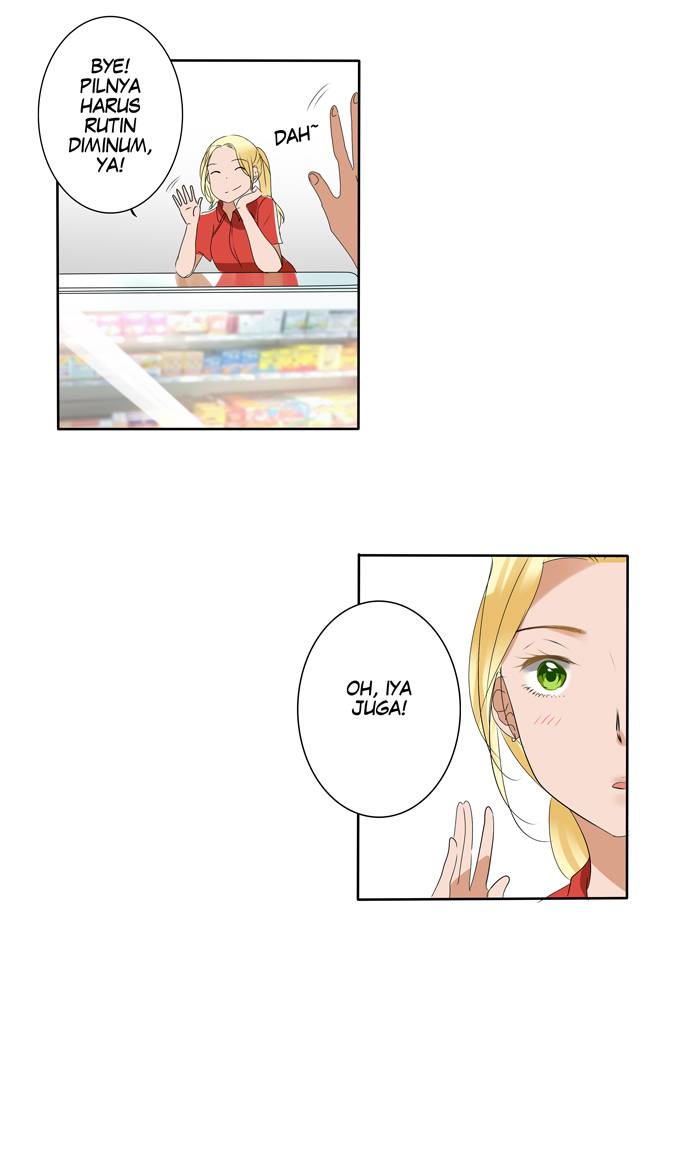 BYE!
PILNYA
HARUS
RUTIN
DIMINUM,
YA!
DAH~
OH, IYA
JUGA!